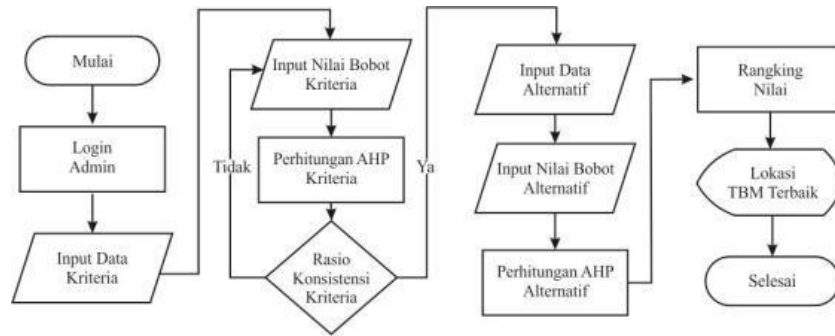 Mulai
Login
Admin
Input Data
Kriteria
Input Nilai Bobot
Kriteria
Perhitungan AHP
Kriteria
Tidak
Rasio
Konsistensi
Kriteria
Ya
Input Data
Alternatif
Input Nilai Bobot
Alternatif
Perhitungan AHP
Alternatif
Rangking
Nilai
Lokasi
TBM Terbaik
Selesai